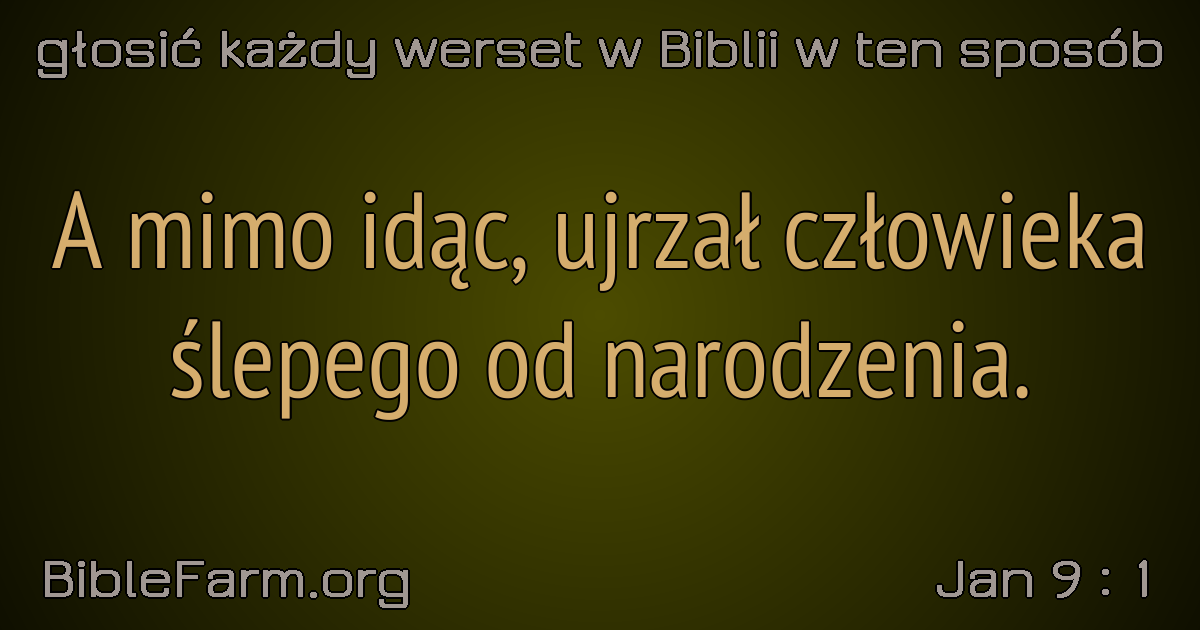 głosić każdy werset w Biblii w ten sposób
A mimo idąc, ujrzał człowieka
ślepego od narodzenia.
BibleFarm.org
Jan 9 : 1